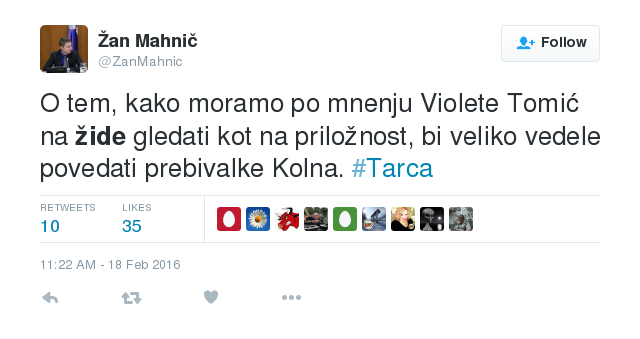 Žan Mahnič
@ZanMahnic
Follow
O tem, kako moramo po mnenju Violete Tomić
na žide gledati kot na priložnost, bi veliko vedele
povedati prebivalke Kolna. #Tarca
RETWEETS LIKES
10 35
11:22 AM - 18 Feb 2016